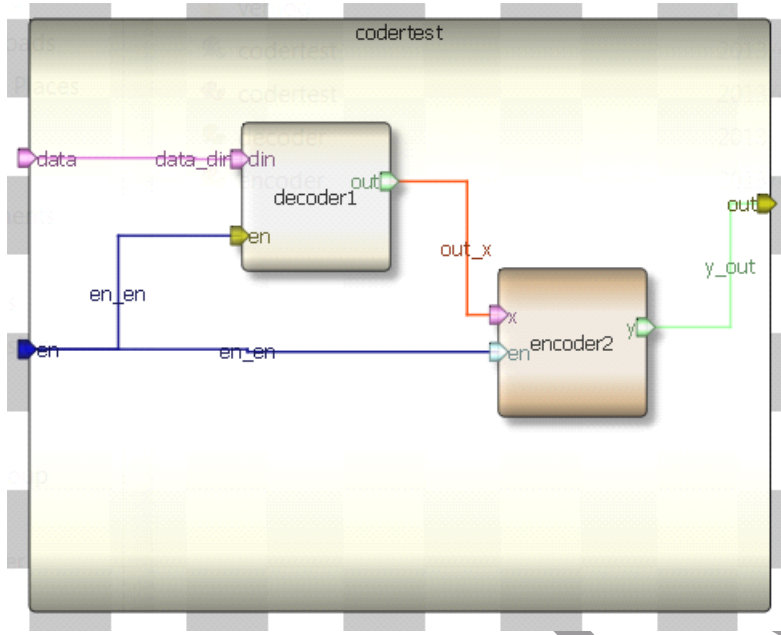 codertest
data
data_din
din
out
decoder1
en
out
out_x
y_out
en_en
x
y
encoder2
en
en_en
en